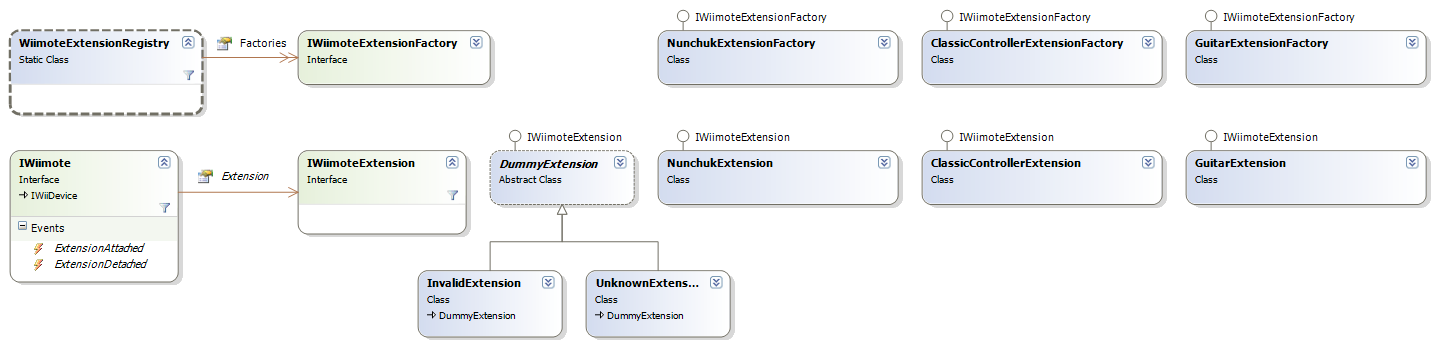 IWiimoteExtensionFactory
IWiimoteExtensionFactory
IWiimoteExtensionFactory
WiimoteExtensionRegistry
Static Class
Factories
IWiimoteExtensionFactory
Interface
NunchukExtensionFactory
Class
ClassicControllerExtensionFactory
Class
GuitarExtensionFactory
Class
IWiimoteExtension
IWiimoteExtension
IWiimoteExtension
IWiimoteExtension
IWiimote
Interface
IWiiDevice
Events
ExtensionAttached
ExtensionDetached
Extension
IWiimoteExtension
Interface
DummyExtension
Abstract Class
NunchukExtension
Class
ClassicControllerExtension
Class
GuitarExtension
Class
InvalidExtension
Class
DummyExtension
UnknownExtens...
Class
DummyExtension